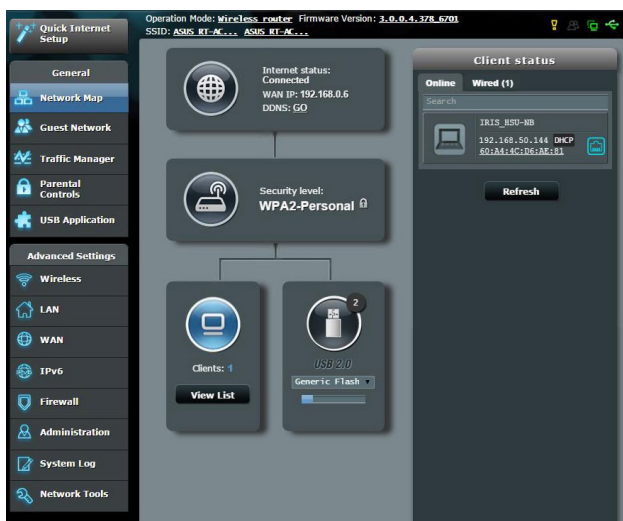 Quick Internet
Setup
Operation Mode: Wireless router Firmware Version: 3.0.0.4.378_6701
SSID: ASUS RT-AC... ASUS RT-AC...
General
Network Map
Guest Network
Traffic Manager
Parental
Controls
USB Application
Advanced Settings
Wireless
LAN
WAN
IPv6
Firewall
Administration
System Log
Network Tools
Internet status:
Connected
WAN IP: 192.168.0.6
DDNS: GO
Security level:
WPA2-Personal
Clients: 1
View List
2
USB 2.0
Generic Flash
Client status
Online Wired (1)
Search
IRIS_HSU-NB
192.168.50.144 DHCP
60:A4:4C:D6:AE:81
Refresh